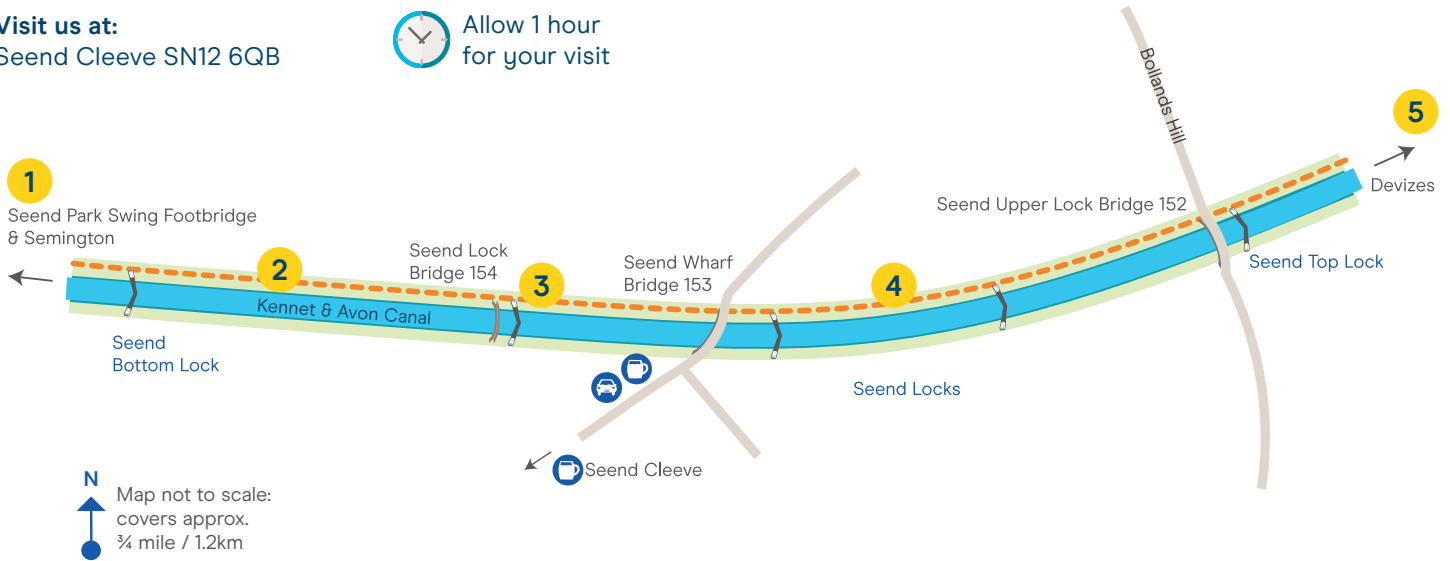 Visit us at:
Seend Cleeve SN12 6QB
Allow 1 hour
for your visit
Bollands Hill
5
Devizes
1
Seend Park Swing Footbridge
& Semington
2
Seend Lock
Bridge 154
3
Seend Wharf
Bridge 153
4
Seend Upper Lock Bridge 152
Seend Top Lock
Kennet & Avon Canal
Seend
Bottom Lock
Seend Locks
Seend Cleeve
N
Map not to scale:
covers approx.
¾ mile / 1.2km